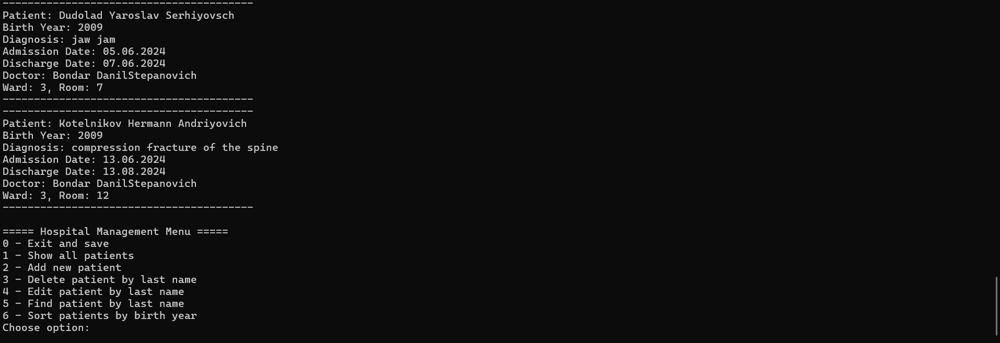 ----------------------------------------
Patient: Dudolad Yaroslav Serhiyovsch
Birth Year: 2009
Diagnosis: jaw jam
Admission Date: 05.06.2024
Discharge Date: 07.06.2024
Doctor: Bondar DanilStepanovich
Ward: 3, Room: 7
----------------------------------------
----------------------------------------
Patient: Kotelnikov Hermann Andriyovich
Birth Year: 2009
Diagnosis: compression fracture of the spine
Admission Date: 13.06.2024
Discharge Date: 13.08.2024
Doctor: Bondar DanilStepanovich
Ward: 3, Room: 12
----------------------------------------
===== Hospital Management Menu =====
0 - Exit and save
1 - Show all patients
2 - Add new patient
3 - Delete patient by last name
4 - Edit patient by last name
5 - Find patient by last name
6 - Sort patients by birth year
Choose option: